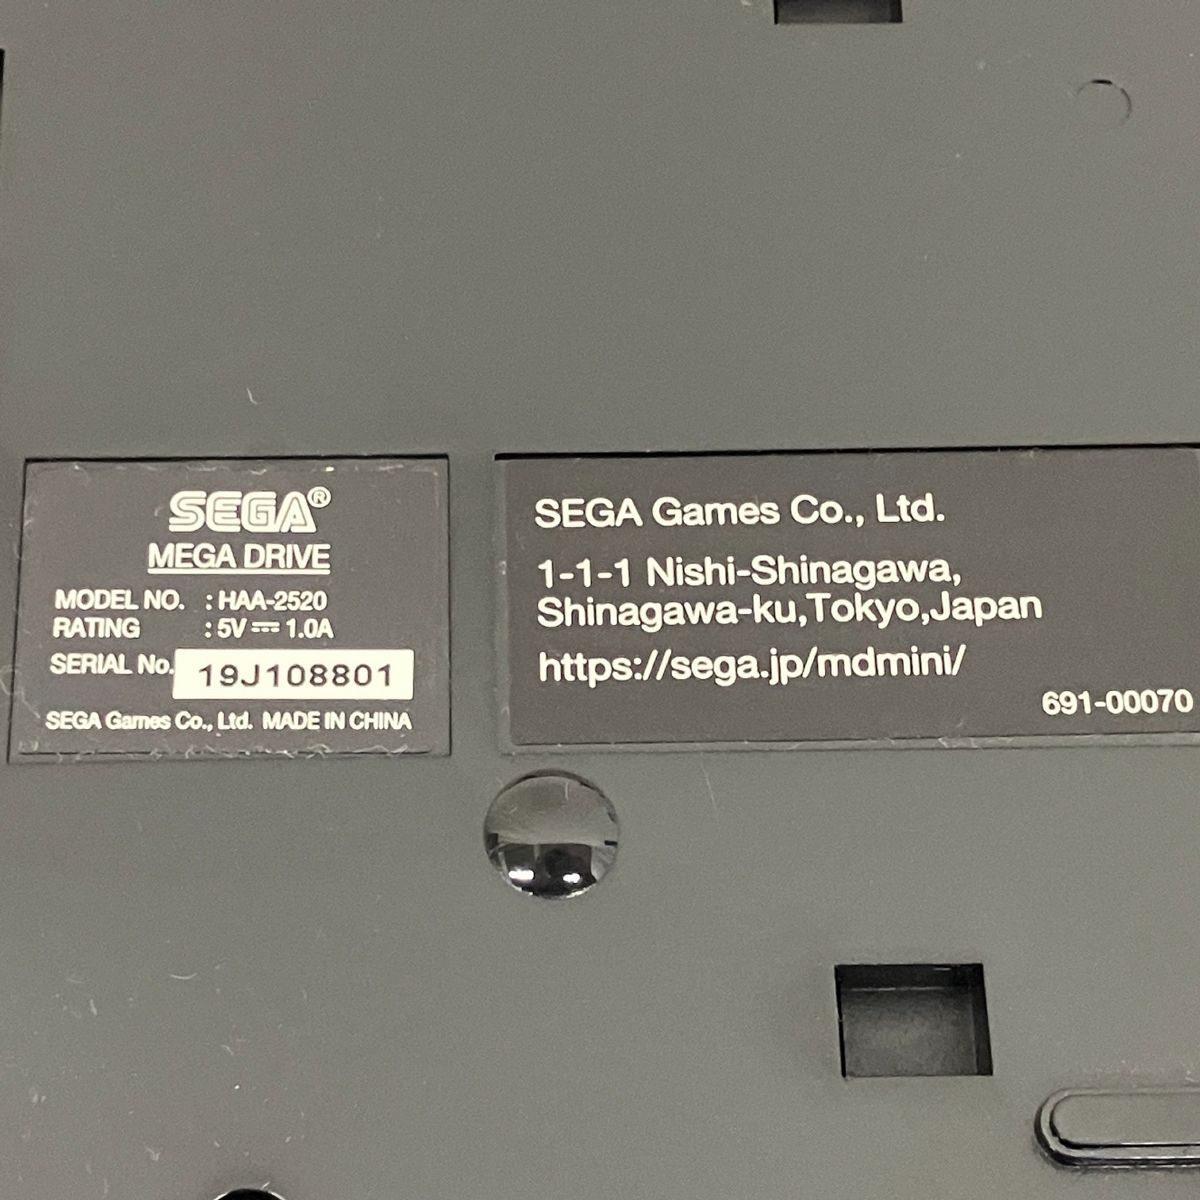 SEGA®
MEGA DRIVE
MODEL NO. : HAA-2520
RATING : 5V ⎓ 1.0A
SERIAL No. 19J108801
SEGA Games Co., Ltd. MADE IN CHINA
SEGA Games Co., Ltd.
1-1-1 Nishi-Shinagawa,
Shinagawa-ku,Tokyo,Japan
https://sega.jp/mdmini/
691-00070